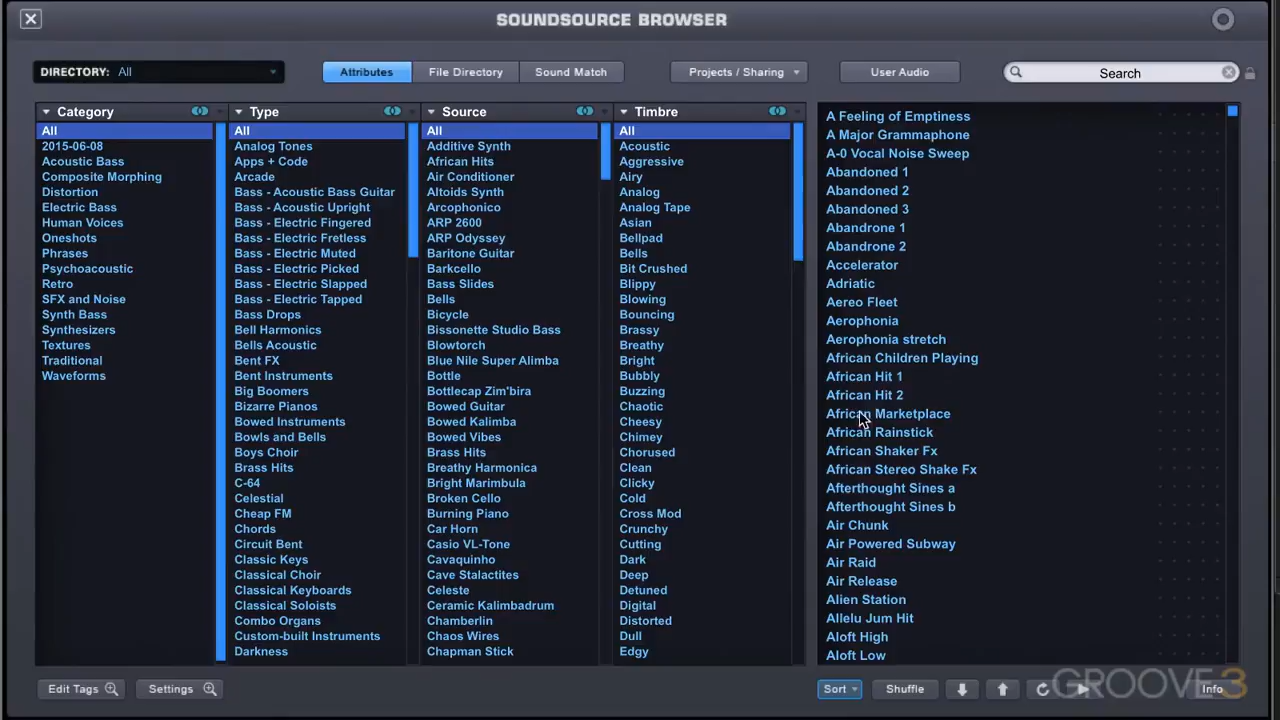 SOUNDSOURCE BROWSER
DIRECTORY: All
Attributes
File Directory
Sound Match
Projects / Sharing
User Audio
Search
Category
All
2015-06-08
Acoustic Bass
Composite Morphing
Distortion
Electric Bass
Human Voices
Oneshots
Phrases
Psychoacoustic
Retro
SFX and Noise
Synth Bass
Synthesizers
Textures
Traditional
Waveforms
Type
All
Analog Tones
Apps + Code
Arcade
Bass - Acoustic Bass Guitar
Bass - Acoustic Upright
Bass - Electric Fingered
Bass - Electric Fretless
Bass - Electric Muted
Bass - Electric Picked
Bass - Electric Slapped
Bass - Electric Tapped
Bass Drops
Bell Harmonics
Bells Acoustic
Bent FX
Bent Instruments
Big Boomers
Bizarre Pianos
Bowed Instruments
Bowls and Bells
Boys Choir
Brass Hits
C-64
Celestial
Cheap FM
Chords
Circuit Bent
Classic Keys
Classical Choir
Classical Keyboards
Classical Soloists
Combo Organs
Custom-built Instruments
Darkness
Source
All
Additive Synth
African Hits
Air Conditioner
Altoids Synth
Arcophonico
ARP 2600
ARP Odyssey
Baritone Guitar
Barkcello
Bass Slides
Bells
Bicycle
Bissonette Studio Bass
Blowtorch
Blue Nile Super Alimba
Bottle
Bottlecap Zim'bira
Bowed Guitar
Bowed Kalimba
Bowed Vibes
Brass Hits
Breathy Harmonica
Bright Marimbula
Broken Cello
Burning Piano
Car Horn
Casio VL-Tone
Cavaquinho
Cave Stalactites
Celeste
Ceramic Kalimbadrum
Chamberlin
Chaos Wires
Chapman Stick
Timbre
All
Acoustic
Aggressive
Airy
Analog
Analog Tape
Asian
Bellpad
Bells
Bit Crushed
Blippy
Blowing
Bouncing
Brassy
Breathy
Bright
Bubbly
Buzzing
Chaotic
Cheesy
Chimey
Chorused
Clean
Clicky
Cold
Cross Mod
Crunchy
Cutting
Dark
Deep
Detuned
Digital
Distorted
Dull
Edgy
A Feeling of Emptiness
A Major Grammaphone
A-0 Vocal Noise Sweep
Abandoned 1
Abandoned 2
Abandoned 3
Abandrone 1
Abandrone 2
Accelerator
Adriatic
Aereo Fleet
Aerophonia
Aerophonia stretch
African Children Playing
African Hit 1
African Hit 2
African Marketplace
African Rainstick
African Shaker Fx
African Stereo Shake Fx
Afterthought Sines a
Afterthought Sines b
Air Chunk
Air Powered Subway
Air Raid
Air Release
Alien Station
Allelu Jum Hit
Aloft High
Aloft Low
Edit Tags
Settings
Sort
Shuffle
Info
GROOVE3